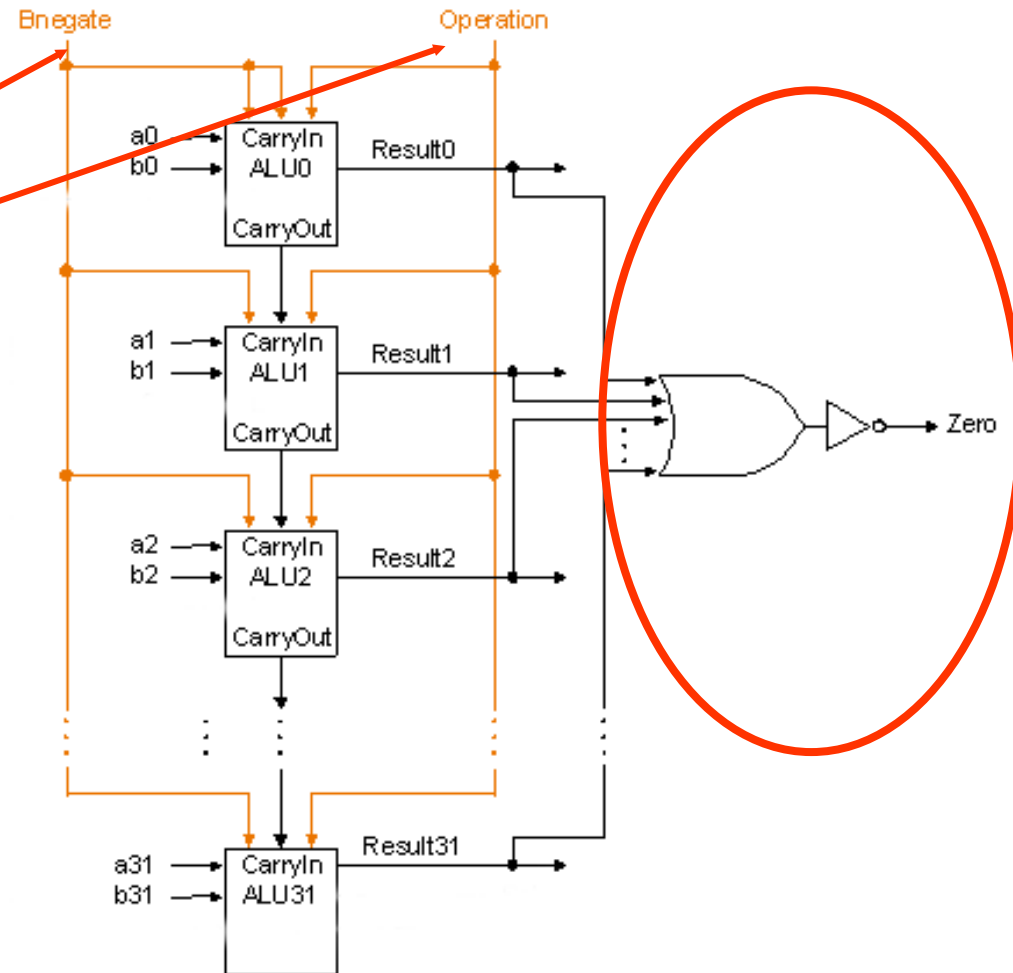 Bnegate Operation
a0 CarryIn Result0
b0 ALU0
CarryOut
a1 CarryIn Result1
b1 ALU1
CarryOut
Zero
a2 CarryIn Result2
b2 ALU2
CarryOut
a31 CarryIn Result31
b31 ALU31